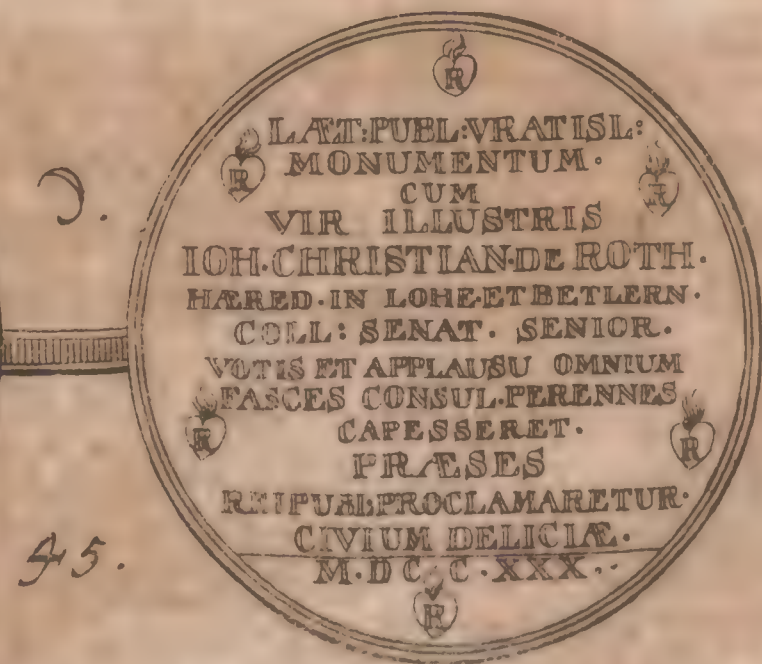 R
LÆT:PUBL:VRATISL:
R MONUMENTUM. R
CUM
VIR ILLUSTRIS
IOH.CHRISTIAN.DE ROTH.
HÆRED.IN LOHE.ET BETLERN.
COLL: SENAT. SENIOR.
VOTIS ET APPLAUSU OMNIUM
FASCES CONSUL.PERENNES
R CAPESSERET. R
PRÆSES
REIPUBL:PROCLAMARETUR.
CIVIUM DELICIÆ.
M.D C.C.XXX..
R
45.